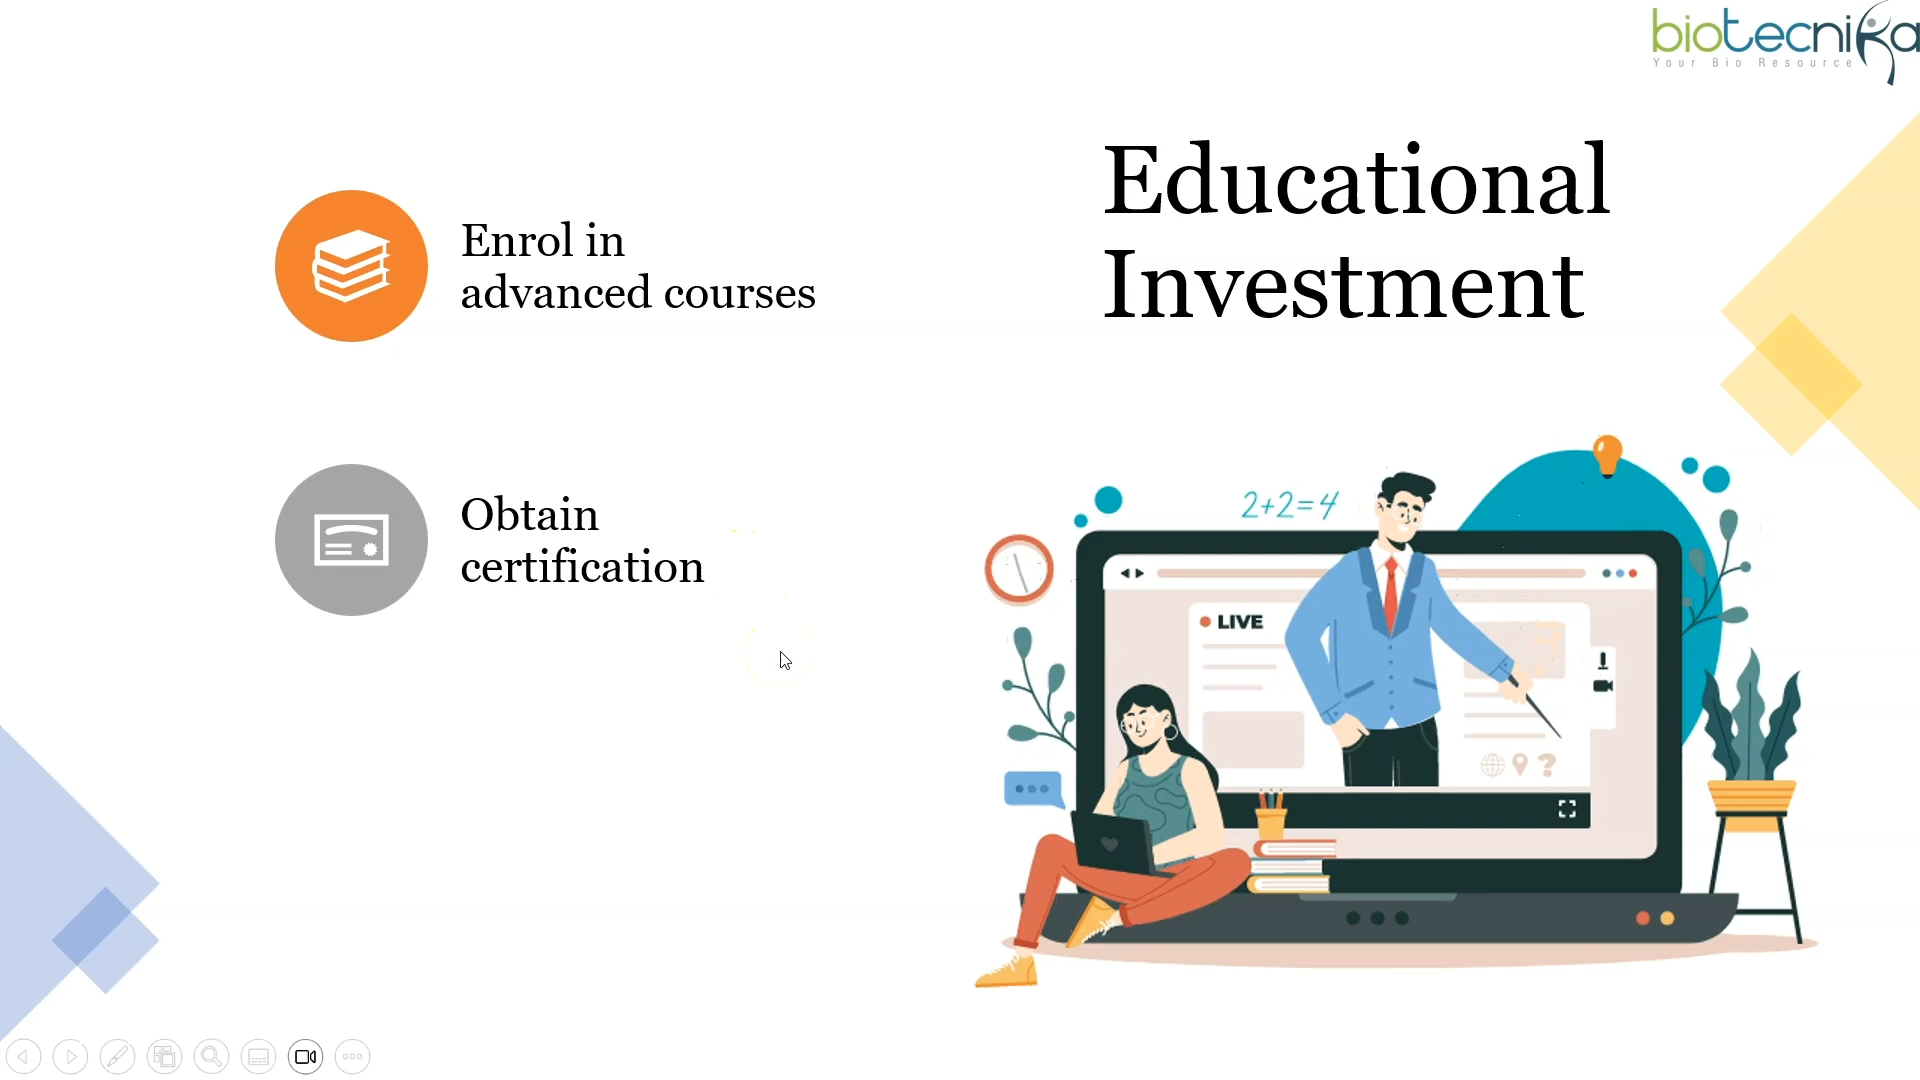 biotecnika
Your Bio Resource
Educational
Investment
Enrol in
advanced courses
Obtain
certification
2+2=4
LIVE
?